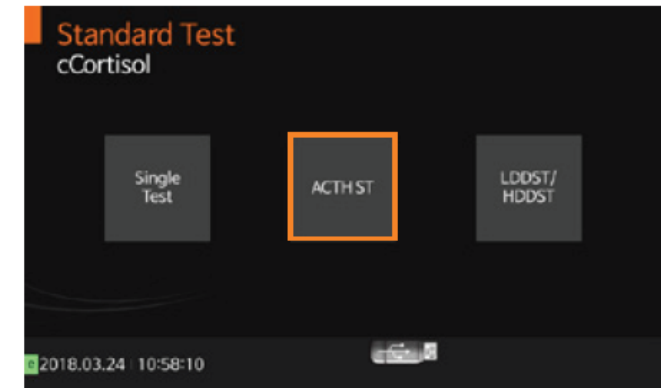 Standard Test
cCortisol
Single
Test
ACTH ST
LDDST/
HDDST
e 2018.03.24 10:58:10